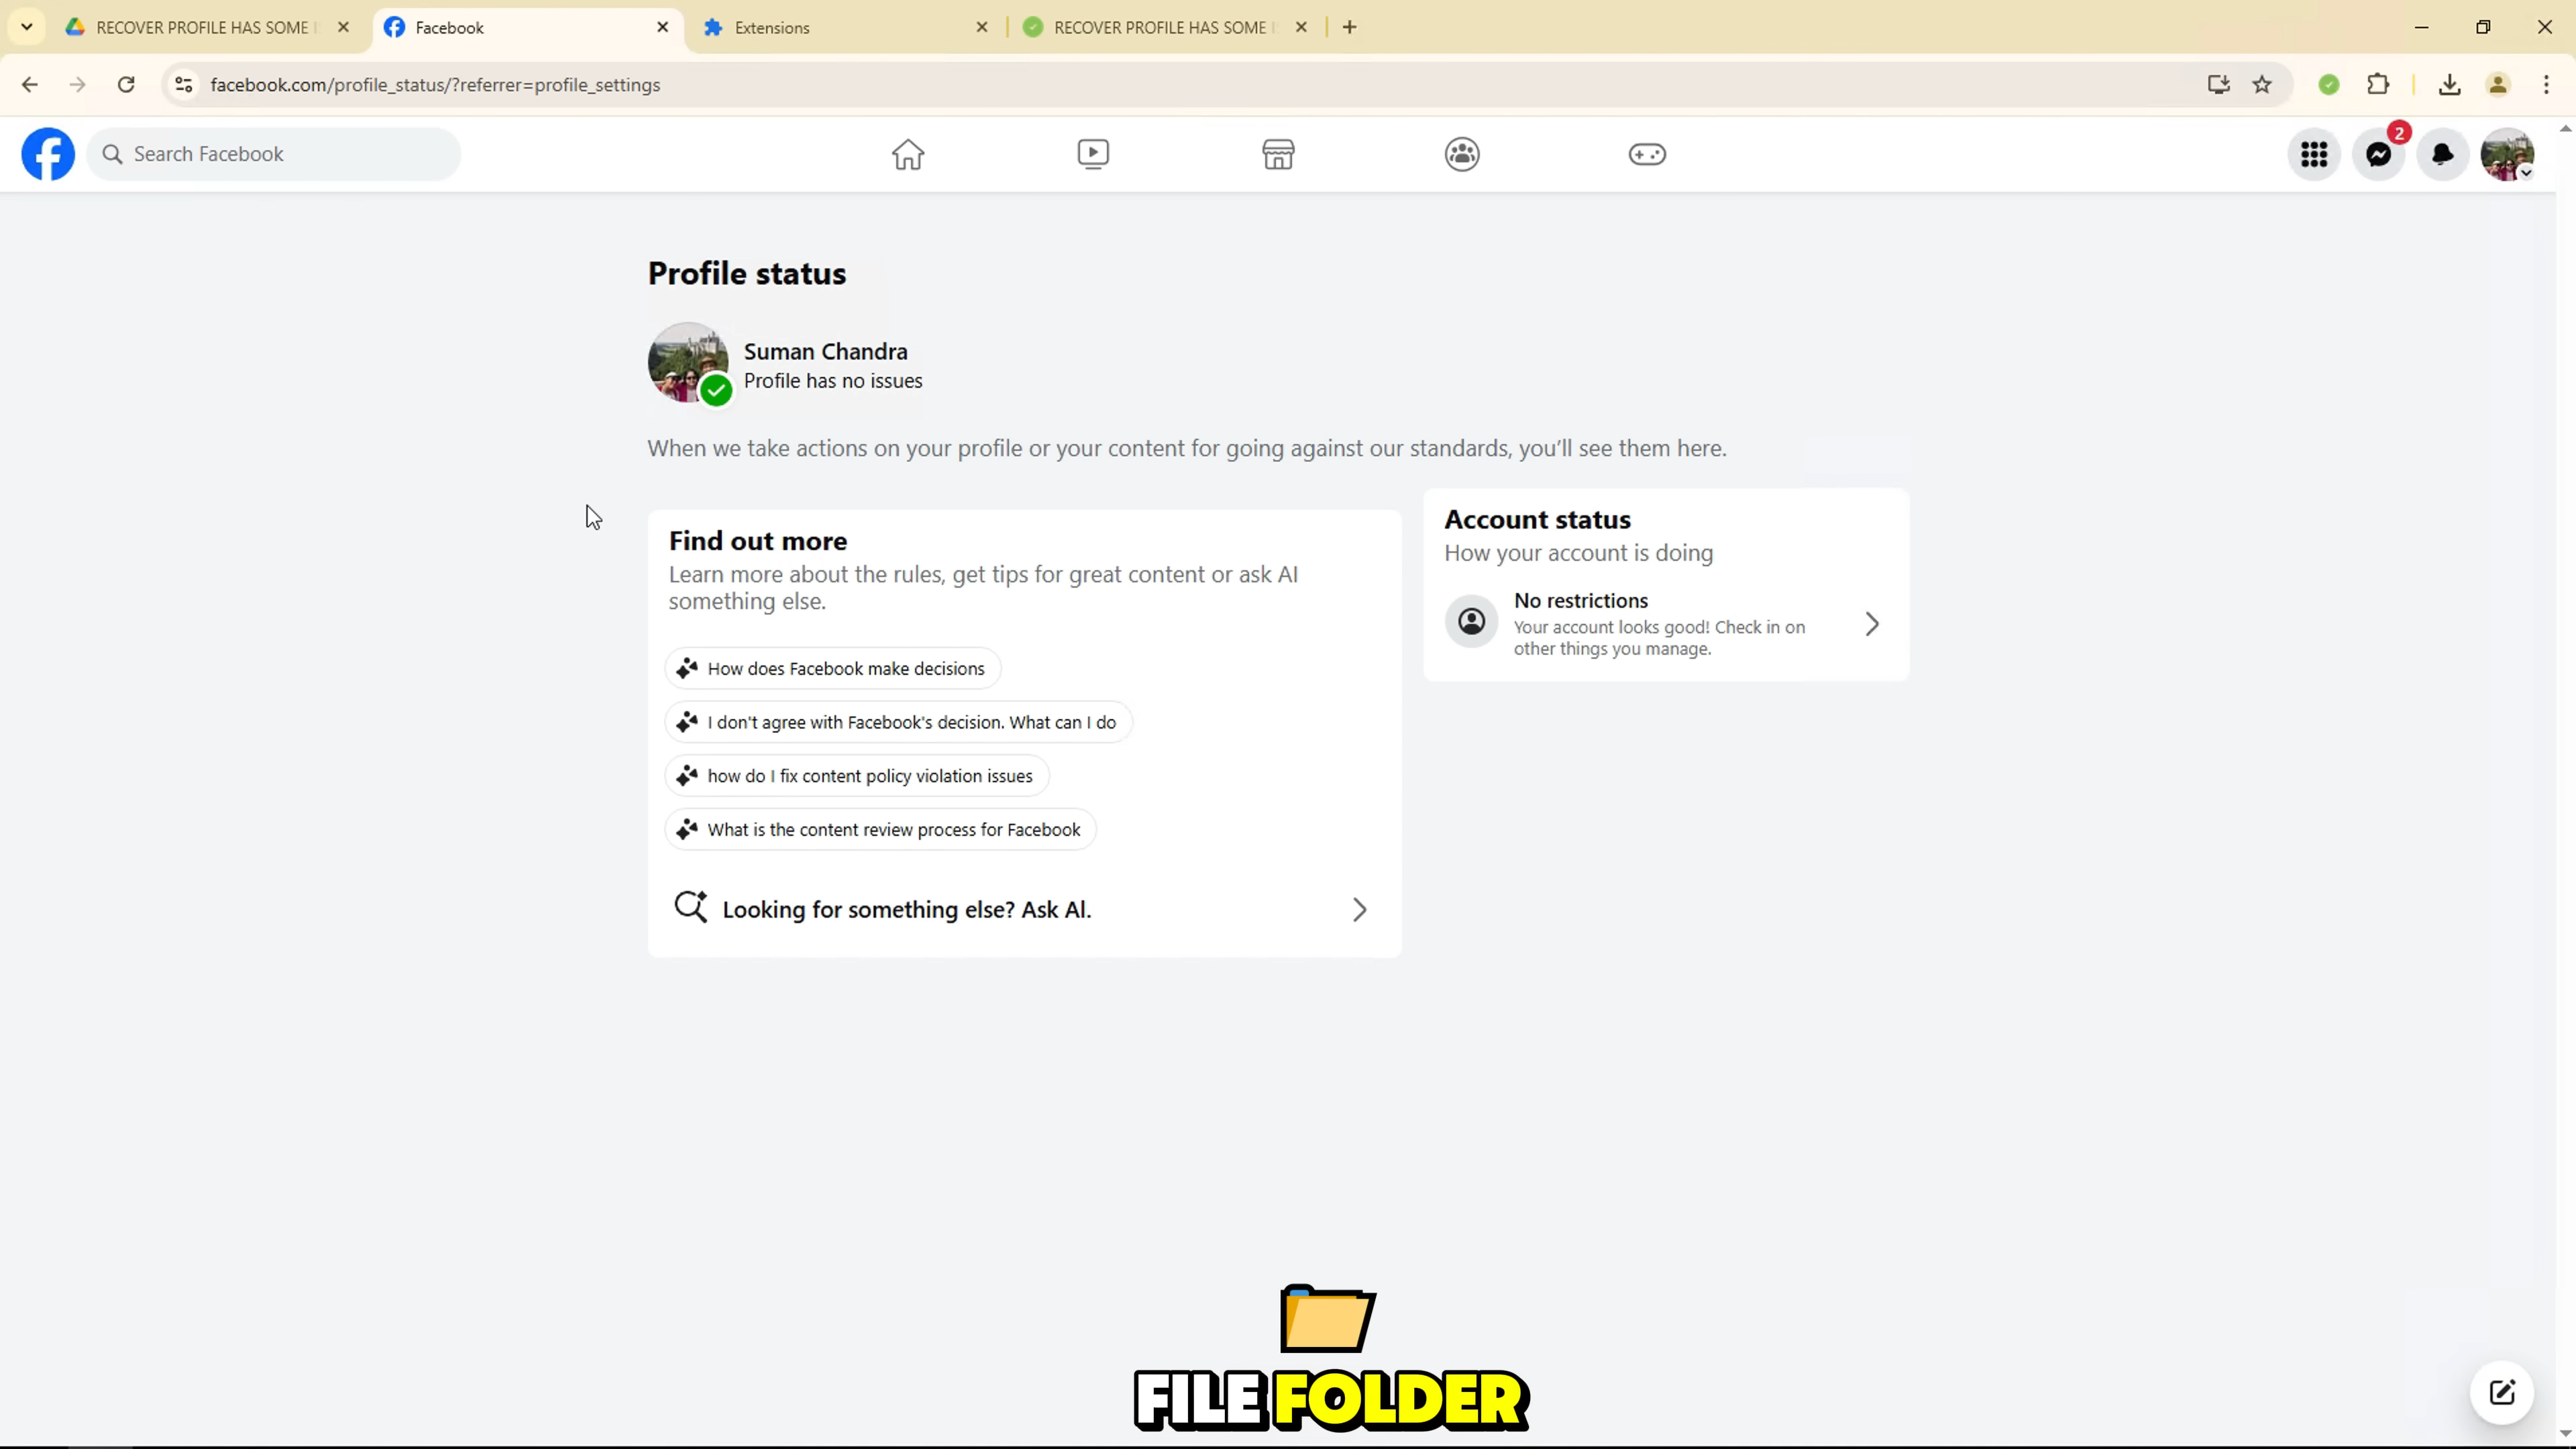 RECOVER PROFILE HAS SOME
Facebook
Extensions
RECOVER PROFILE HAS SOME
facebook.com/profile_status/?referrer=profile_settings
Search Facebook
2
Profile status
Suman Chandra
Profile has no issues
When we take actions on your profile or your content for going against our standards, you’ll see them here.
Find out more
Learn more about the rules, get tips for great content or ask AI
something else.
How does Facebook make decisions
I don't agree with Facebook's decision. What can I do
how do I fix content policy violation issues
What is the content review process for Facebook
Looking for something else? Ask AI.
Account status
How your account is doing
No restrictions
Your account looks good! Check in on
other things you manage.
FILE FOLDER